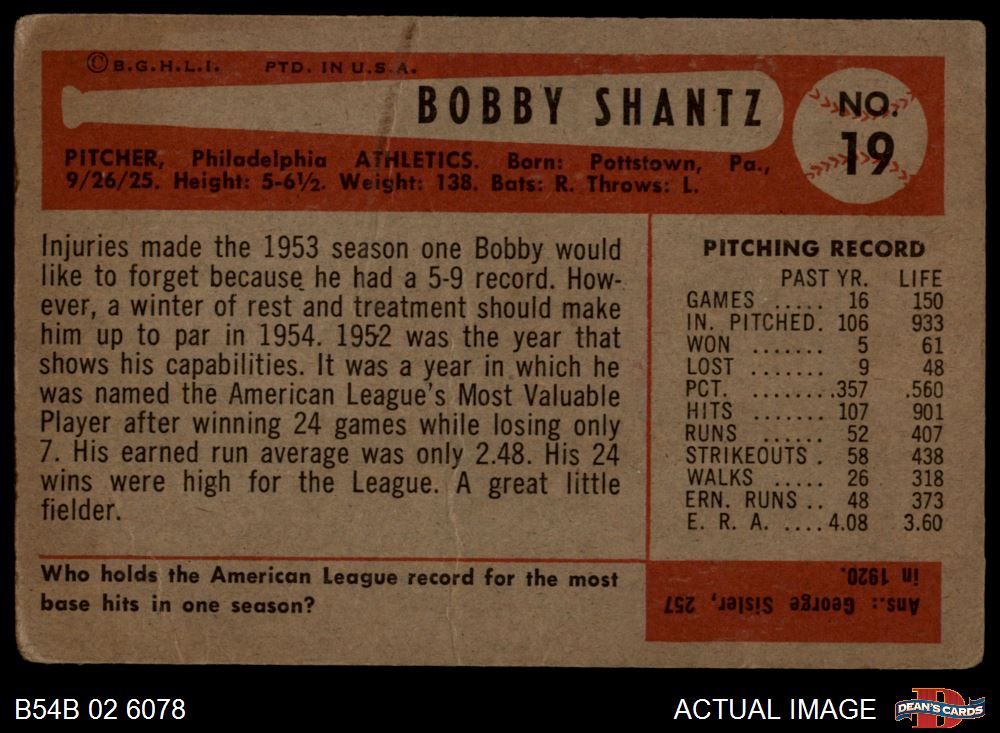 © B.G.H.L.I. PTD. IN U.S.A.
BOBBY SHANTZ
NO.
19
PITCHER, Philadelphia ATHLETICS. Born: Pottstown, Pa.,
9/26/25. Height: 5-6½. Weight: 138. Bats: R. Throws: L.
Injuries made the 1953 season one Bobby would
like to forget because he had a 5-9 record. How-
ever, a winter of rest and treatment should make
him up to par in 1954. 1952 was the year that
shows his capabilities. It was a year in which he
was named the American League's Most Valuable
Player after winning 24 games while losing only
7. His earned run average was only 2.48. His 24
wins were high for the League. A great little
fielder.
PITCHING RECORD
PAST YR. LIFE
GAMES ..... 16 150
IN. PITCHED. 106 933
WON ....... 5 61
LOST ....... 9 48
PCT. ....... .357 .560
HITS ....... 107 901
RUNS ...... 52 407
STRIKEOUTS . 58 438
WALKS ..... 26 318
ERN. RUNS .. 48 373
E. R. A. .... 4.08 3.60
Who holds the American League record for the most
base hits in one season?
Ans.: George Sisler, 257
in 1920.
B54B 02 6078
ACTUAL IMAGE
D
DEAN'S CARDS